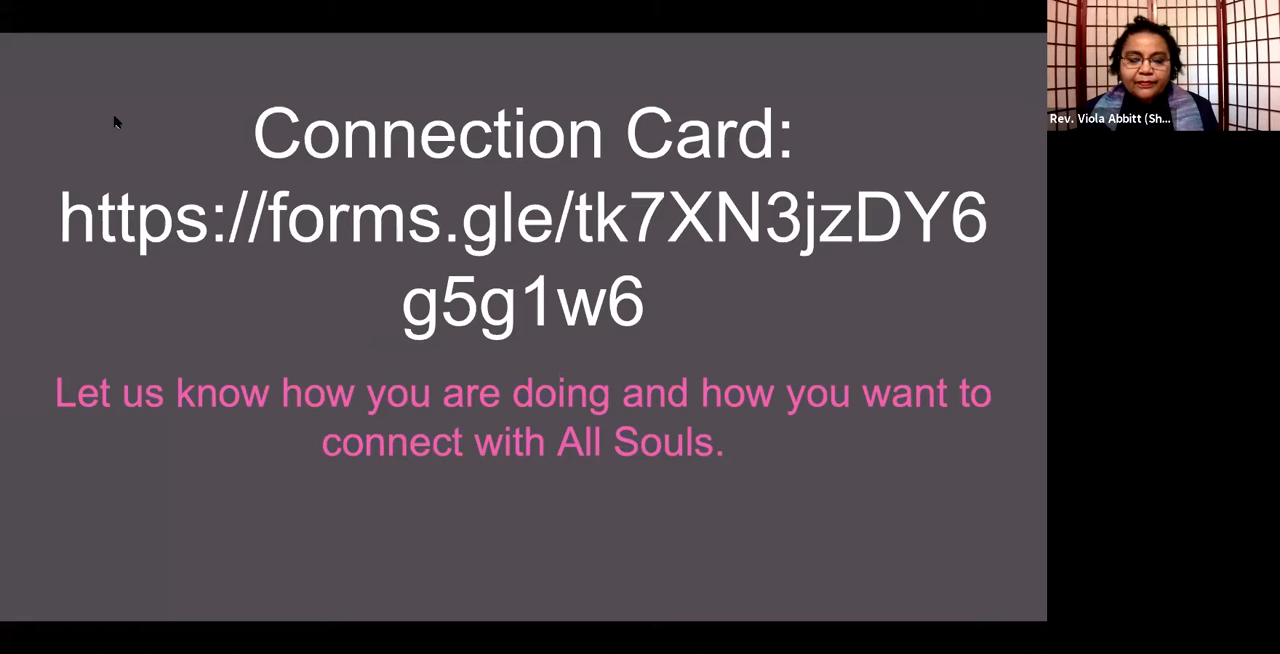 Connection Card:
https://forms.gle/tk7XN3jzDY6
g5g1w6
Let us know how you are doing and how you want to
connect with All Souls.
Rev. Viola Abbitt (Sh...